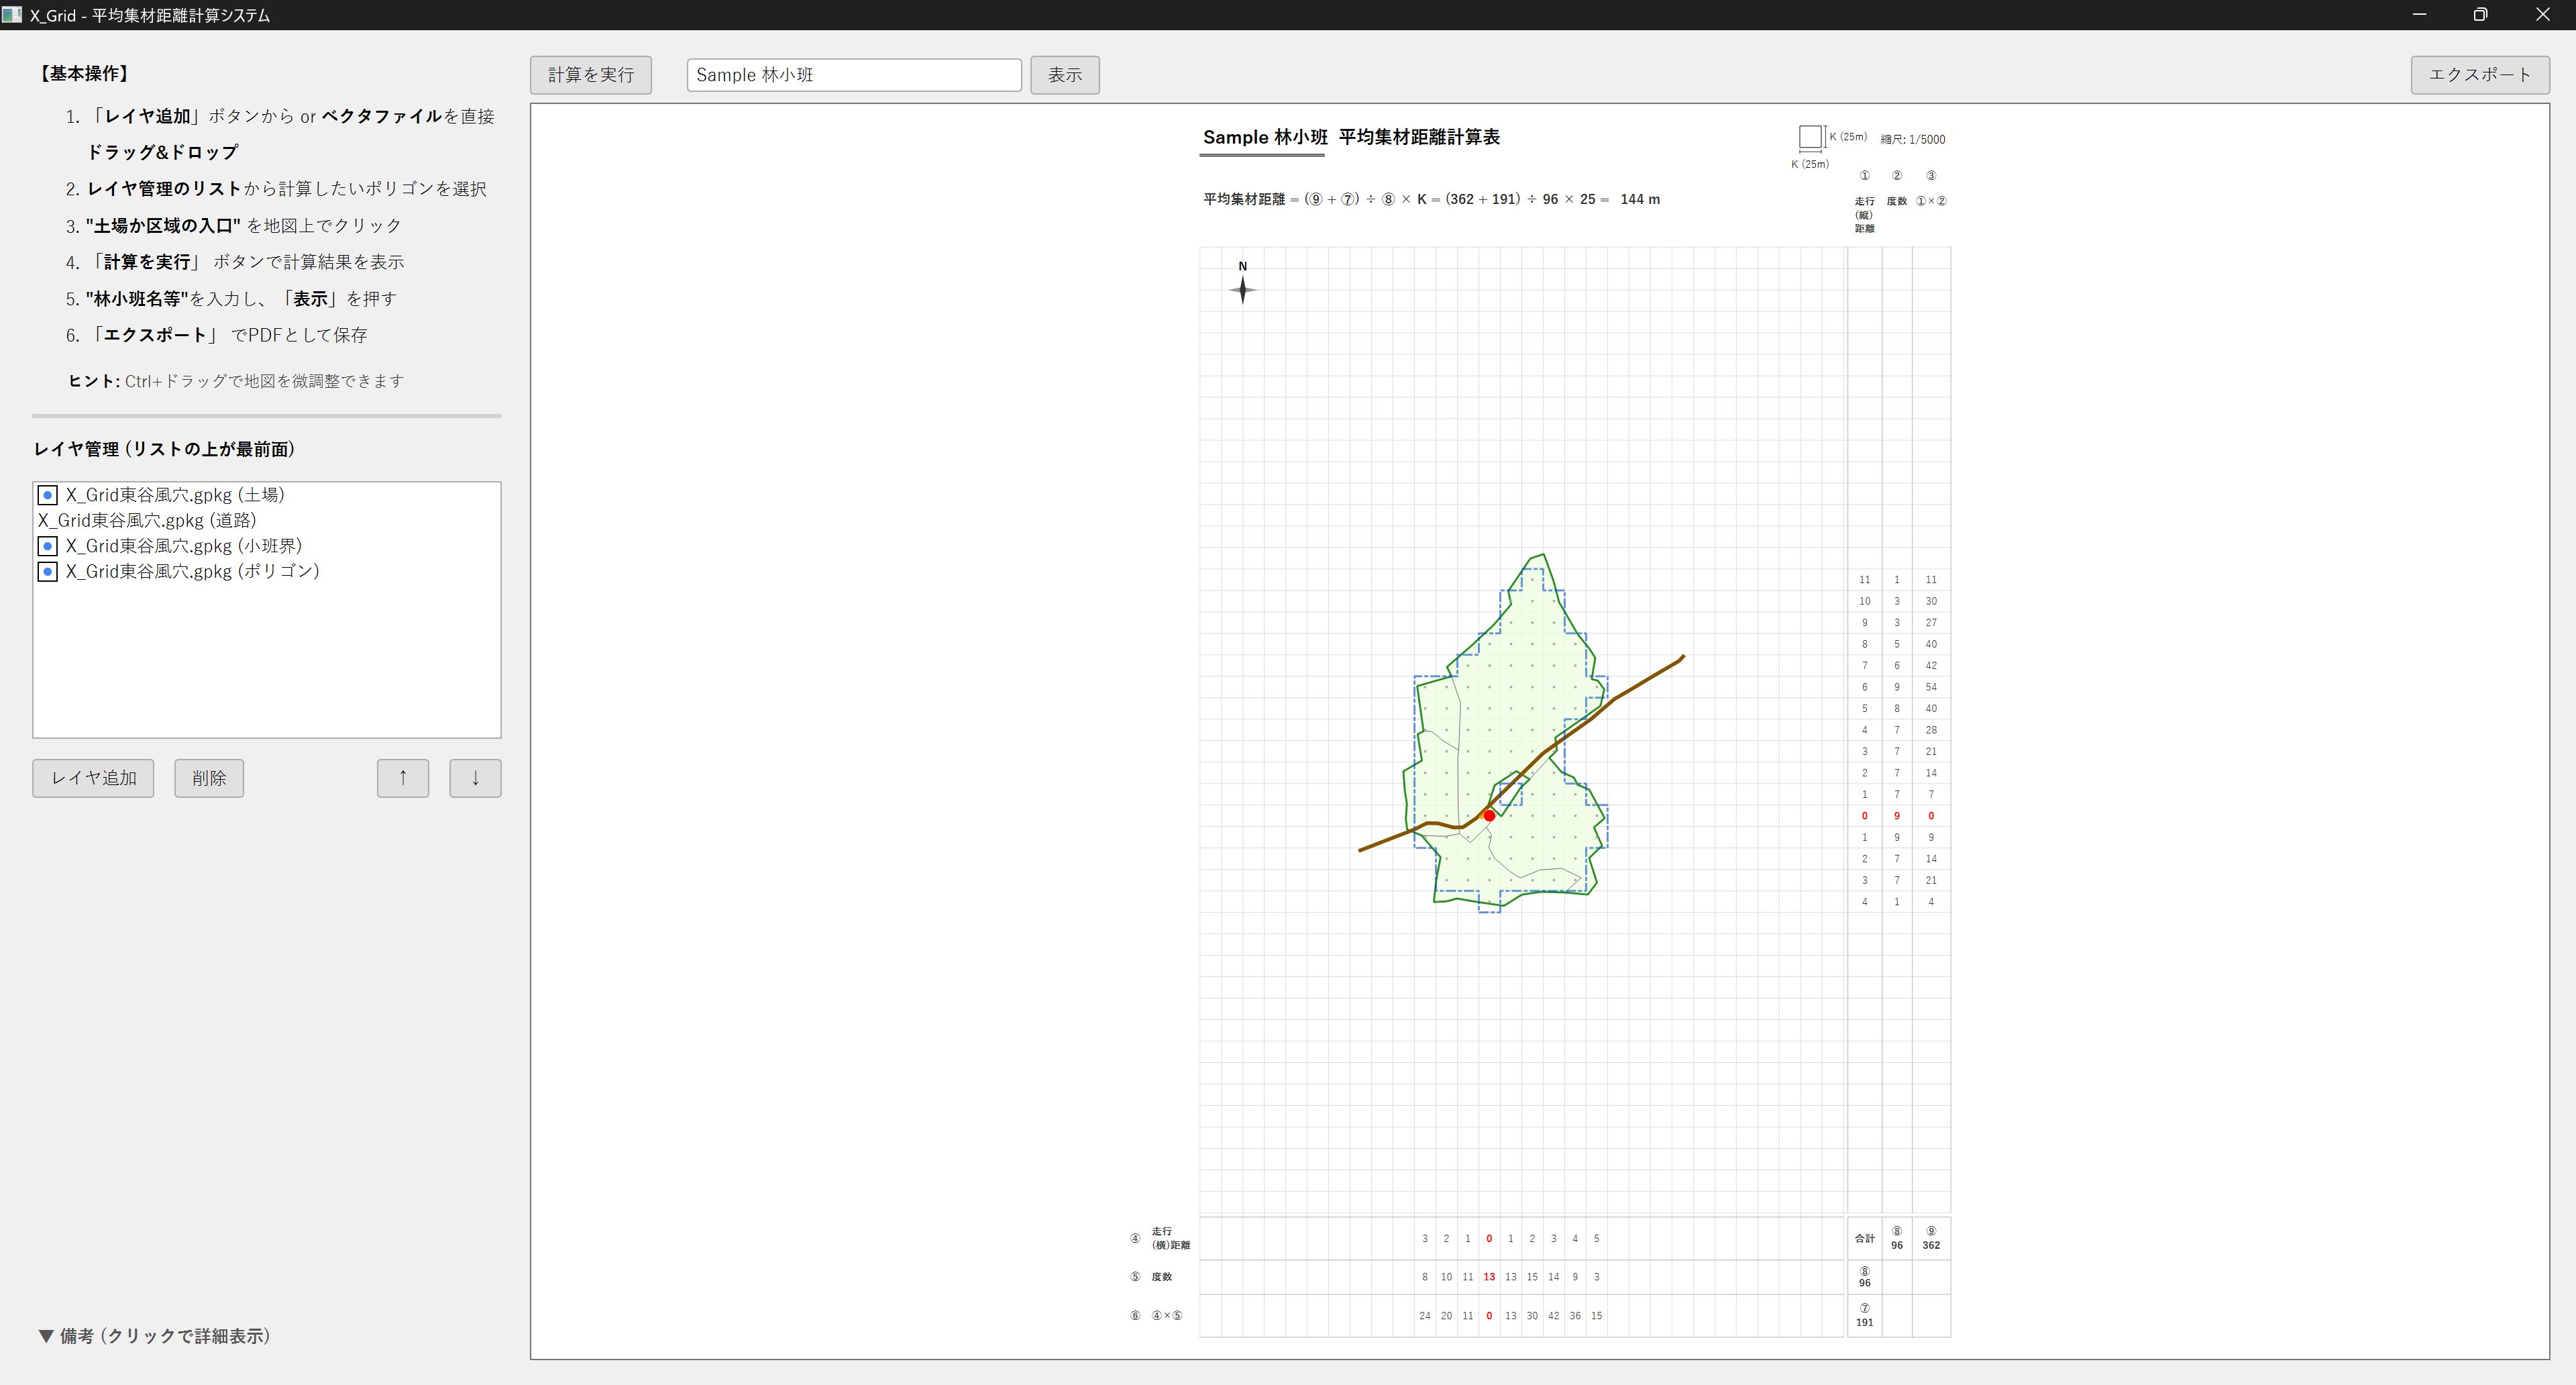 X_Grid - 平均集材距離計算システム
【基本操作】
1. 「レイヤ追加」ボタンから or ベクタファイルを直接
ドラッグ&ドロップ
2. レイヤ管理のリストから計算したいポリゴンを選択
3. "土場か区域の入口" を地図上でクリック
4. 「計算を実行」 ボタンで計算結果を表示
5. "林小班名等"を入力し、「表示」を押す
6. 「エクスポート」 でPDFとして保存
ヒント: Ctrl+ドラッグで地図を微調整できます
レイヤ管理 (リストの上が最前面)
X_Grid東谷風穴.gpkg (土場)
X_Grid東谷風穴.gpkg (道路)
X_Grid東谷風穴.gpkg (小班界)
X_Grid東谷風穴.gpkg (ポリゴン)
レイヤ追加 削除 ↑ ↓
▼ 備考 (クリックで詳細表示)
計算を実行 Sample 林小班 表示 エクスポート
Sample 林小班 平均集材距離計算表
K (25m) 縮尺: 1/5000
K (25m)
平均集材距離 = (⑨ + ⑦) ÷ ⑧ × K = (362 + 191) ÷ 96 × 25 = 144 m
① ② ③
走行 度数 ①×②
(縦)
距離
N
11 1 11
10 3 30
9 3 27
8 5 40
7 6 42
6 9 54
5 8 40
4 7 28
3 7 21
2 7 14
1 7 7
0 9 0
1 9 9
2 7 14
3 7 21
4 1 4
④ 走行
(横)距離
3 2 1 0 1 2 3 4 5
合計 ⑧ ⑨
96 362
⑤ 度数 8 10 11 13 13 15 14 9 3
⑧
96
⑥ ④×⑤ 24 20 11 0 13 30 42 36 15
⑦
191